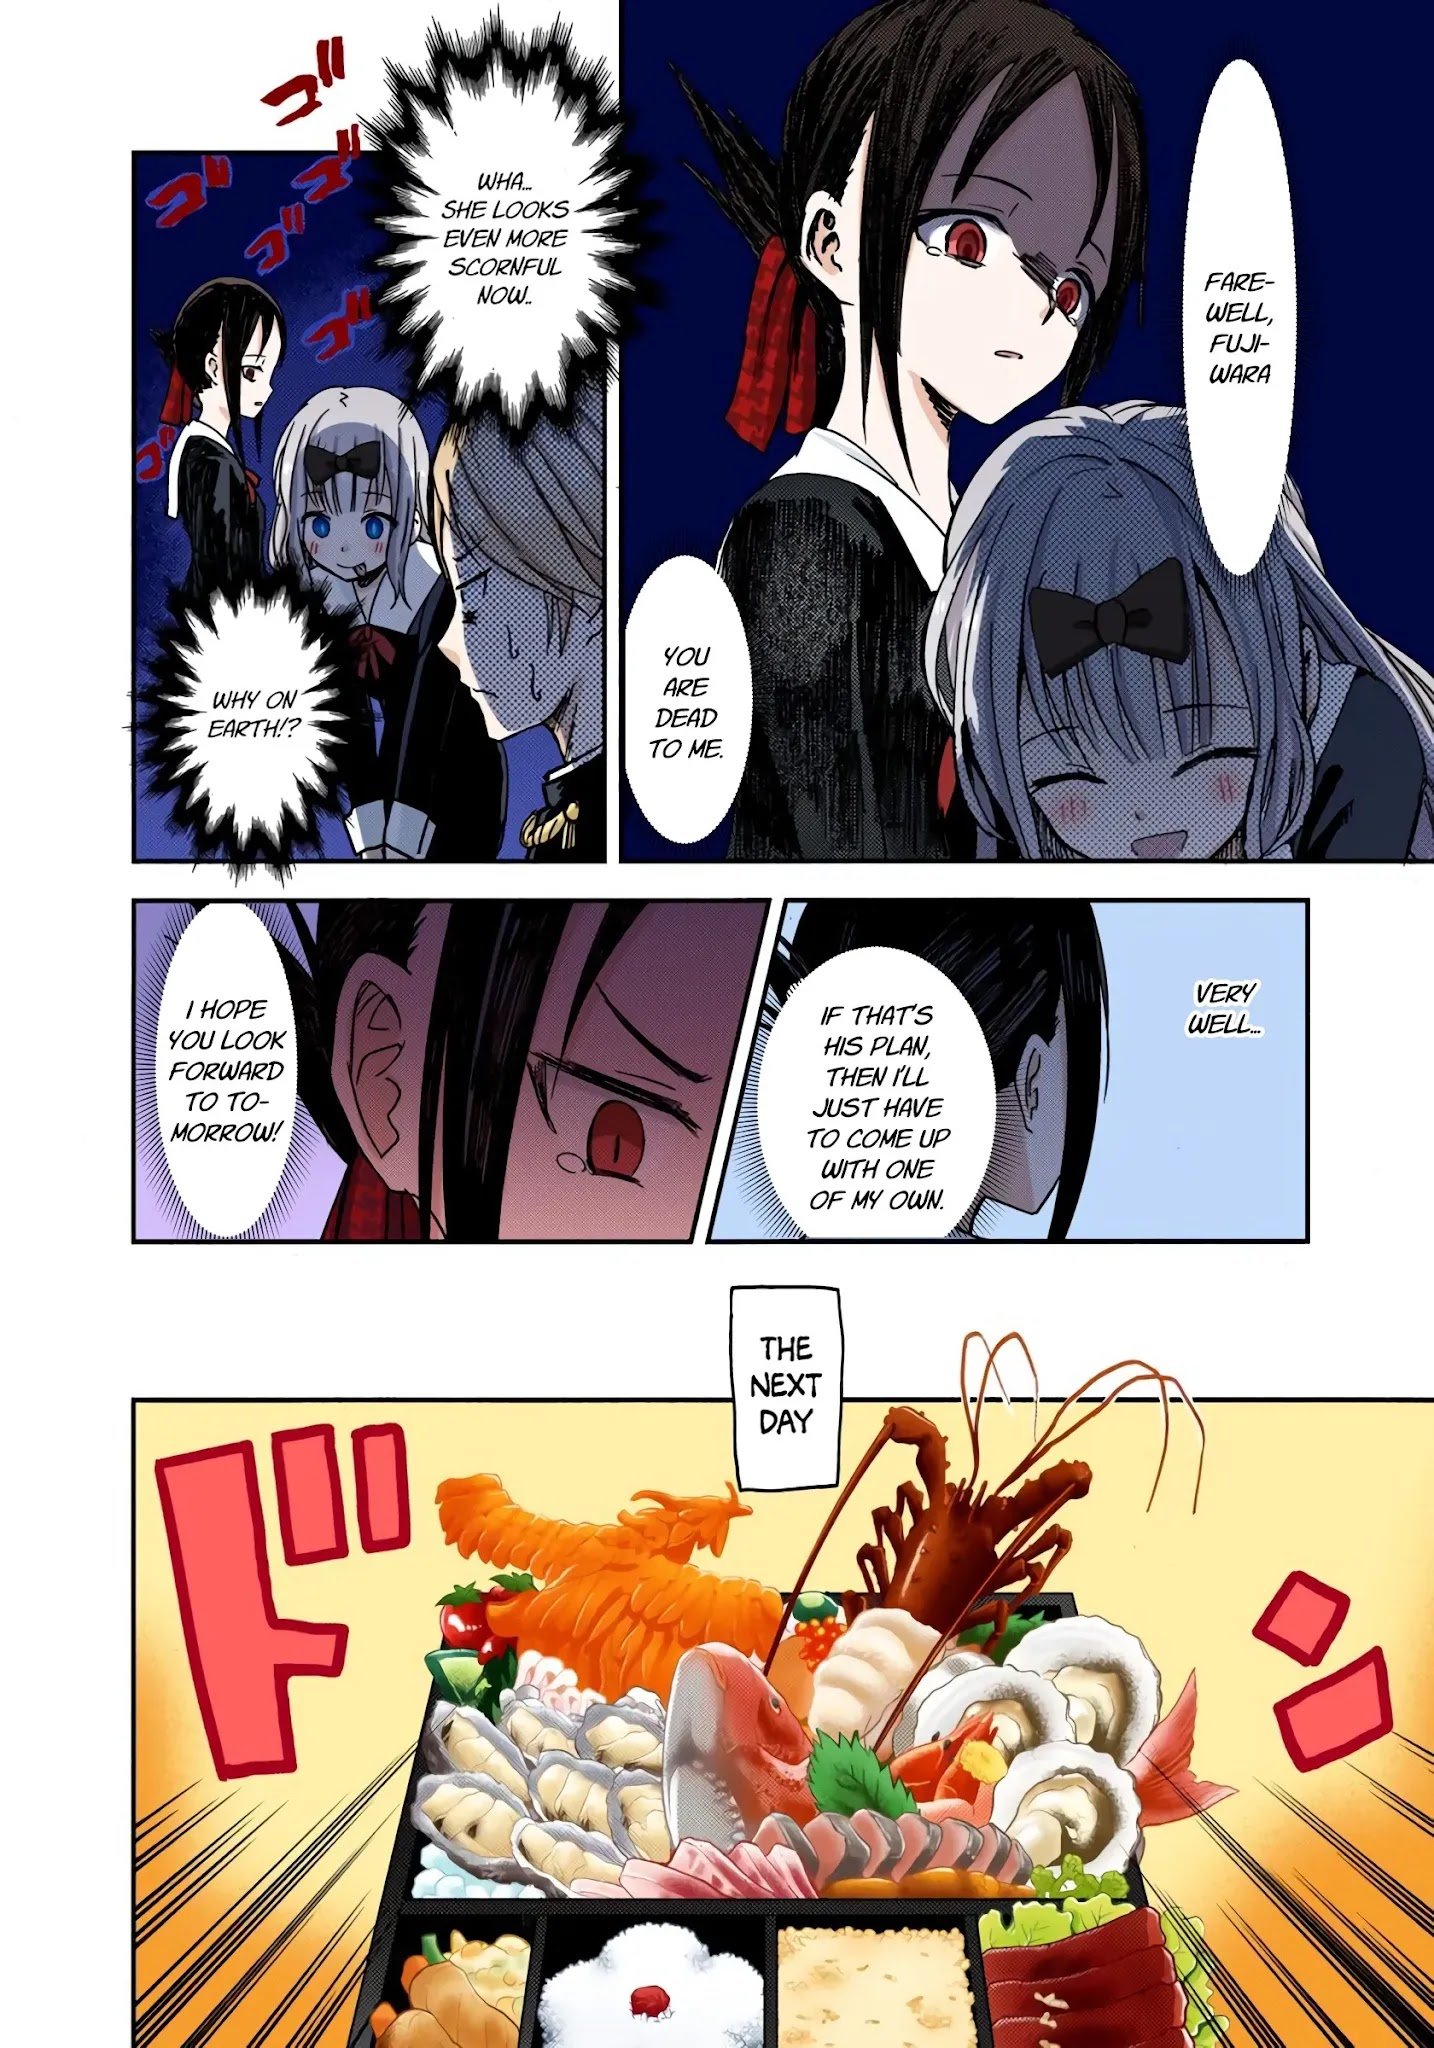 FARE-
WELL,
FUJI-
WARA
YOU
ARE
DEAD
TO ME.
ゴ
ゴ
ゴ
ゴ
ゴ
ゴ
WHA...
SHE LOOKS
EVEN MORE
SCORNFUL
NOW..
WHY ON
EARTH!?
VERY
WELL...
IF THAT'S
HIS PLAN,
THEN I'LL
JUST HAVE
TO COME UP
WITH ONE
OF MY OWN.
I HOPE
YOU LOOK
FORWARD
TO TO-
MORROW!
THE
NEXT
DAY
ドン